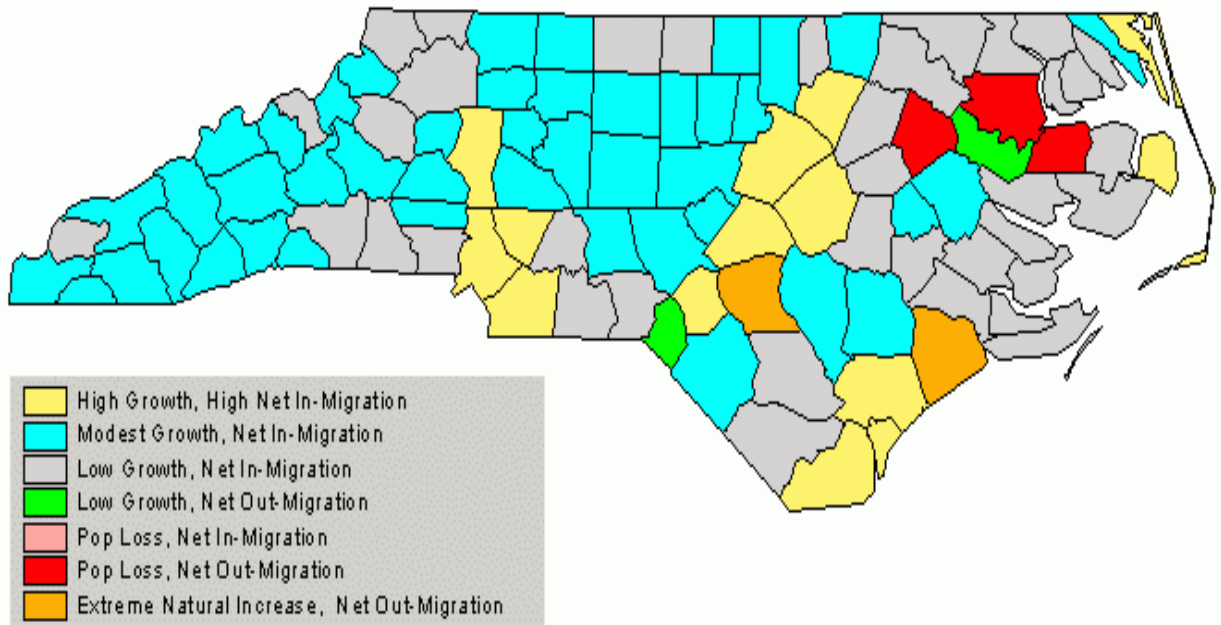 High Growth, High Net In-Migration
Modest Growth, Net In-Migration
Low Growth, Net In-Migration
Low Growth, Net Out-Migration
Pop Loss, Net In-Migration
Pop Loss, Net Out-Migration
Extreme Natural Increase, Net Out-Migration